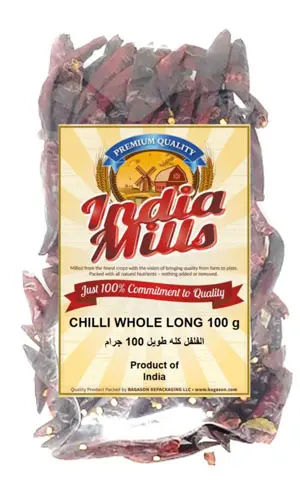 PREMIUM QUALITY
India
Mills
Milled from the finest crops with the vision of bringing quality from farm to plate.
Packed with all natural Nutrients – nothing added or removed.
Just 100% Commitment to Quality
CHILLI WHOLE LONG 100 g
الفلفل كله طويل 100 جرام
Product of
India
Quality Product Packed by BAGASON REPACKAGING LLC • www.bagason.com